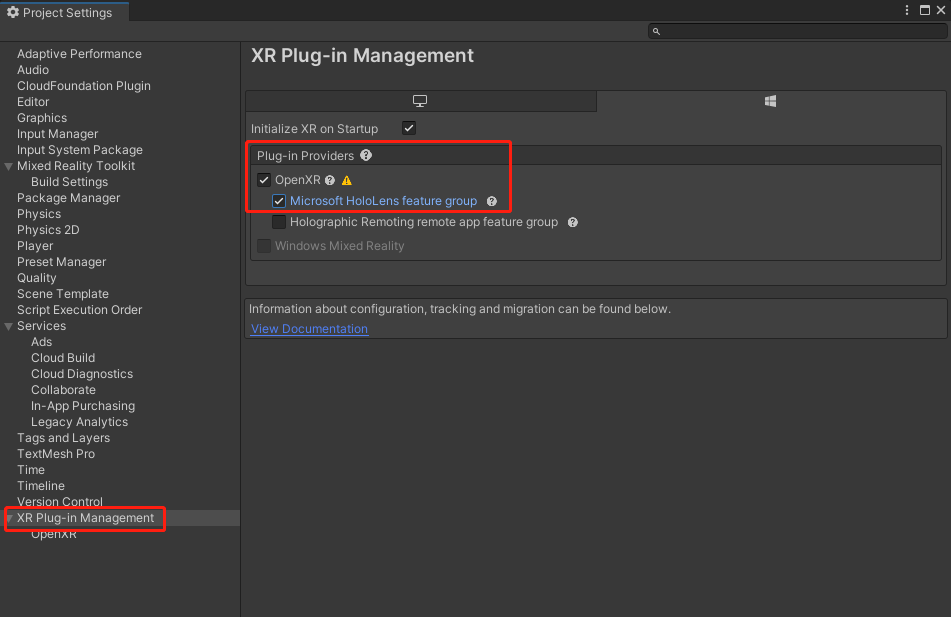 Project Settings
XR Plug-in Management
Adaptive Performance
Audio
CloudFoundation Plugin
Editor
Graphics
Input Manager
Input System Package
Mixed Reality Toolkit
Build Settings
Package Manager
Physics
Physics 2D
Player
Preset Manager
Quality
Scene Template
Script Execution Order
Services
Ads
Cloud Build
Cloud Diagnostics
Collaborate
In-App Purchasing
Legacy Analytics
Tags and Layers
TextMesh Pro
Time
Timeline
Version Control
XR Plug-in Management
OpenXR
Initialize XR on Startup
Plug-in Providers
OpenXR
Microsoft HoloLens feature group
Holographic Remoting remote app feature group
Windows Mixed Reality
Information about configuration, tracking and migration can be found below.
View Documentation